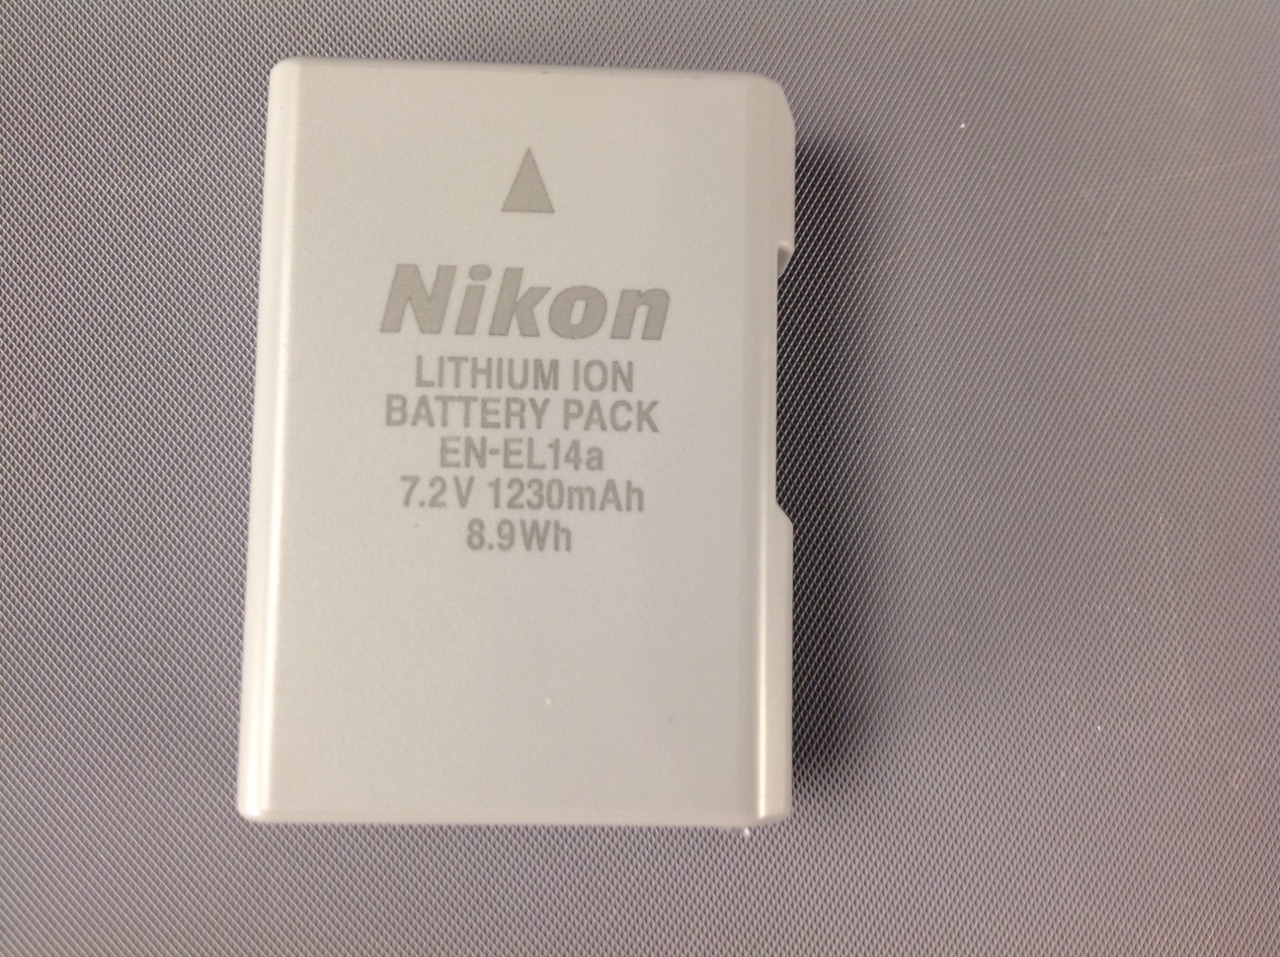 Nikon
LITHIUM ION
BATTERY PACK
EN-EL14a
7.2V 1230mAh
8.9Wh